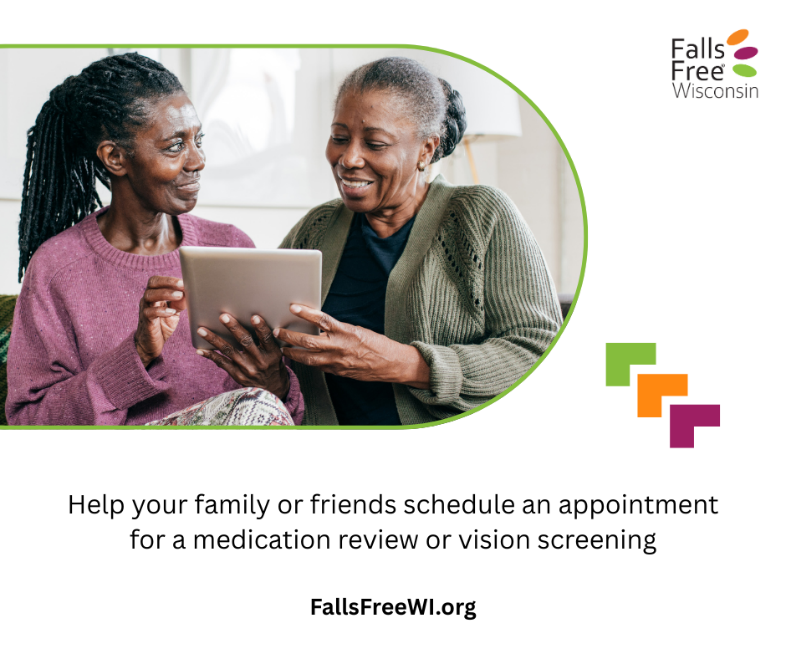 Falls
Free®
Wisconsin
Help your family or friends schedule an appointment
for a medication review or vision screening
FallsFreeWI.org